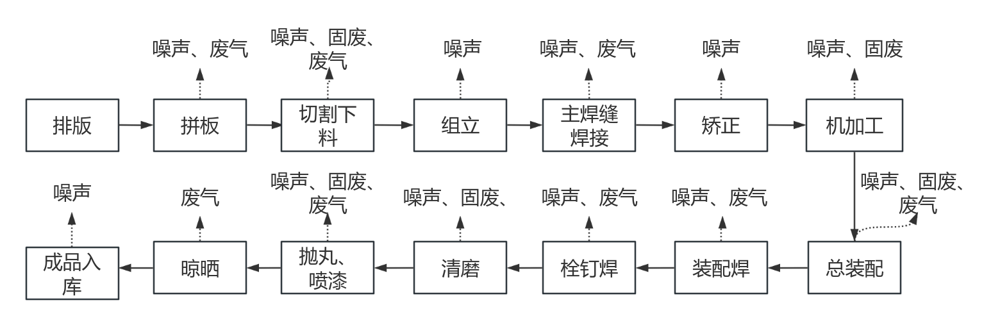 噪声、废气
噪声、固废、
废气
噪声
噪声、废气
噪声
噪声、固废
排版
拼板
切割下
料
组立
主焊缝
焊接
矫正
机加工
噪声
废气
噪声、固废、
废气
噪声、固废、
噪声、废气
噪声、废气
噪声、固废、
废气
成品入
库
晾晒
抛丸、
喷漆
清磨
栓钉焊
装配焊
总装配